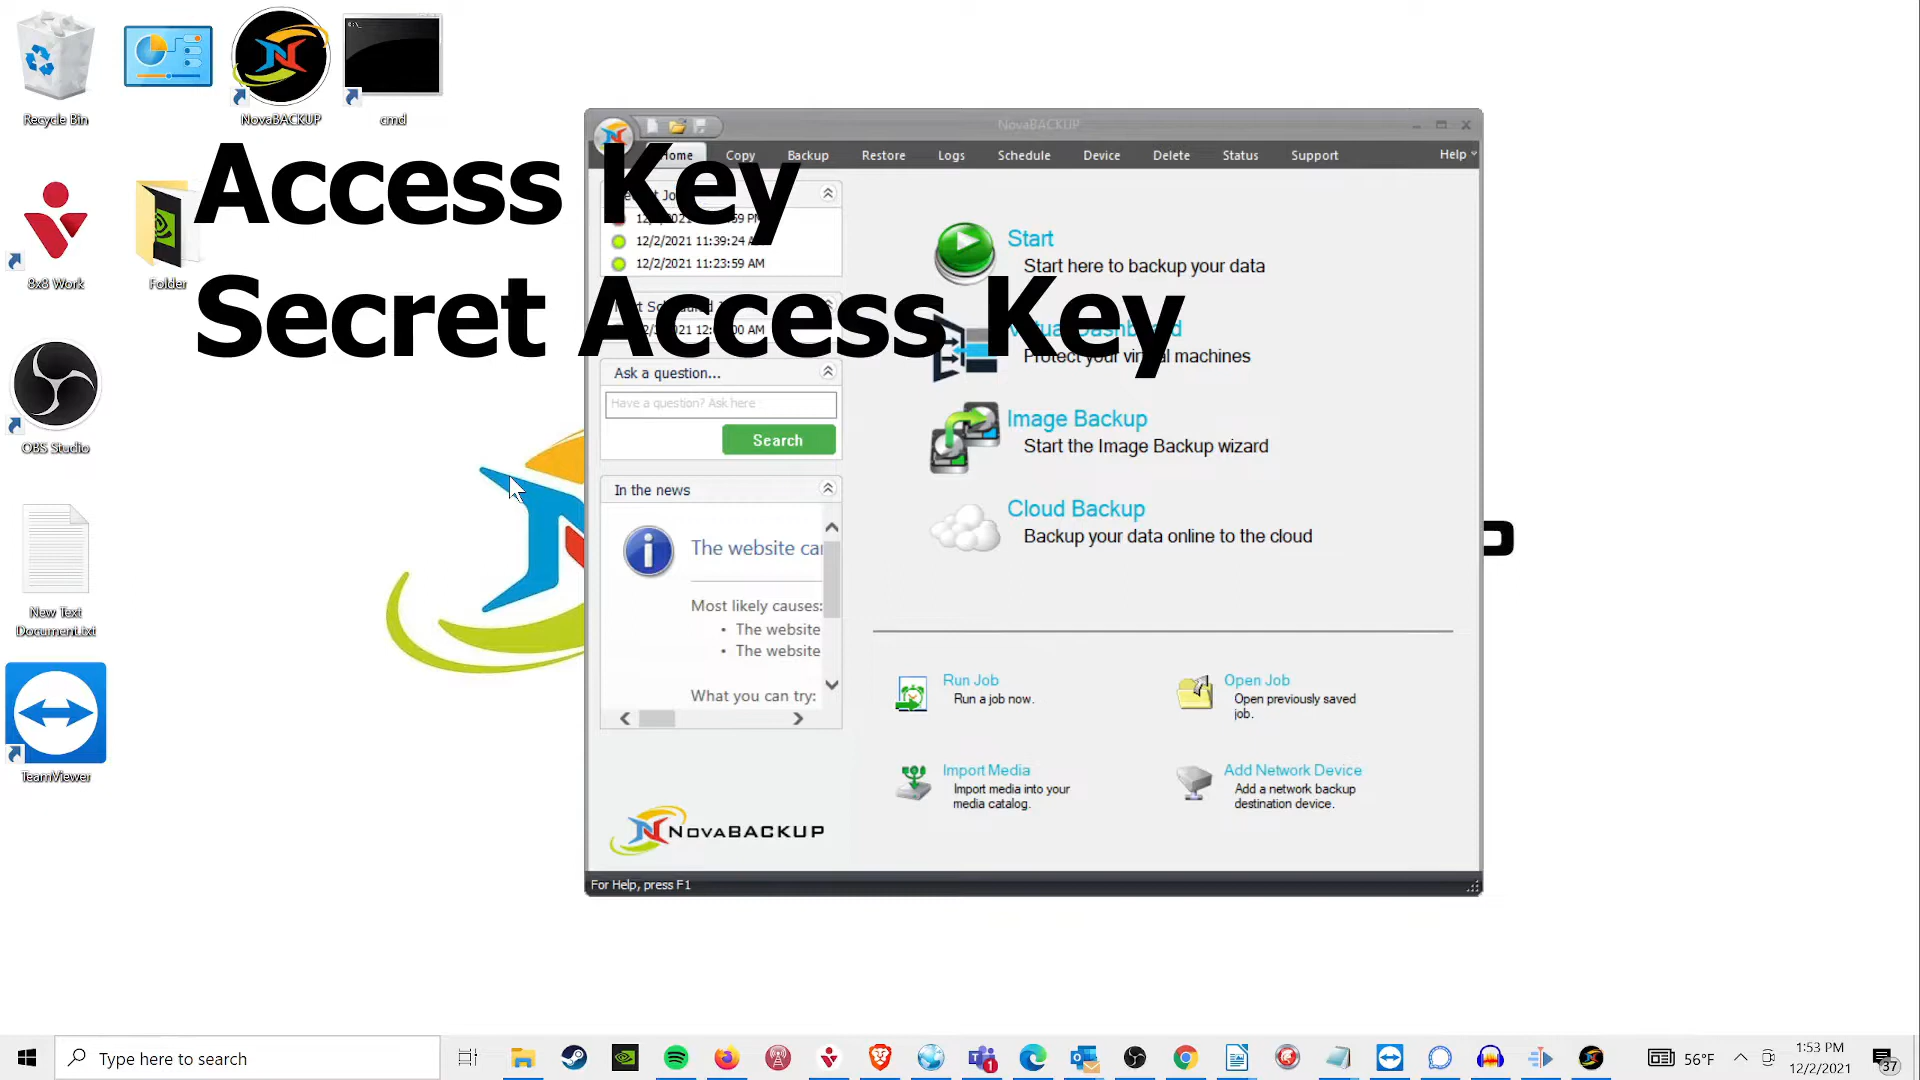 Recycle Bin
NovaBACKUP
cmd
Access Key
Secret Access Key
8x8 Work
Folder
OBS Studio
New Text
Document.txt
TeamViewer
NovaBACKUP
Home
Copy
Backup
Restore
Logs
Schedule
Device
Delete
Status
Support
Help
12/2/2021 11:39:24
12/2/2021 11:23:59 AM
Ask a question...
Have a question? Ask here
Search
In the news
The website car
Most likely causes:
• The website
• The website
What you can try:
NovaBACKUP
Start
Start here to backup your data
Virtual Dashboard
Protect your virtual machines
Image Backup
Start the Image Backup wizard
Cloud Backup
Backup your data online to the cloud
Run Job
Run a job now.
Open Job
Open previously saved
job.
Import Media
Import media into your
media catalog.
Add Network Device
Add a network backup
destination device.
For Help, press F1
P
Type here to search
1
56°F
1:53 PM
12/2/2021
37